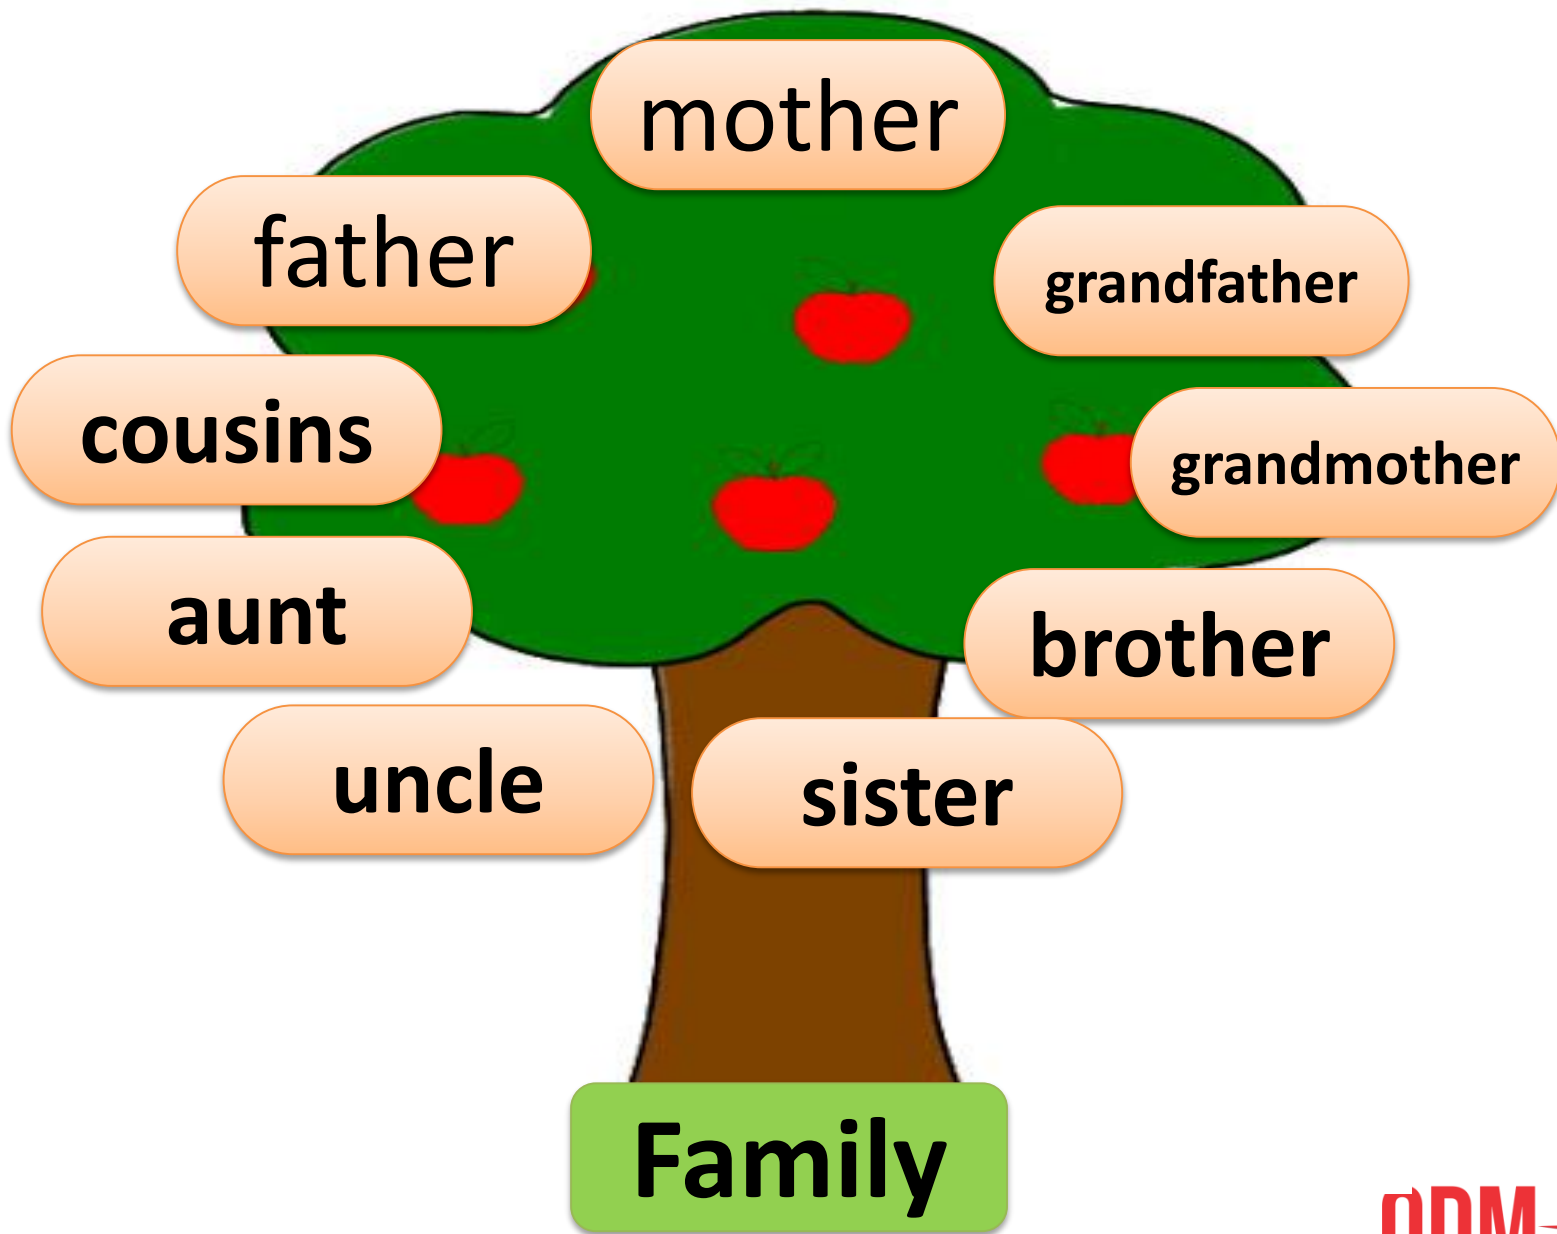 mother
father
grandfather
cousins
grandmother
aunt
brother
uncle
sister
Family